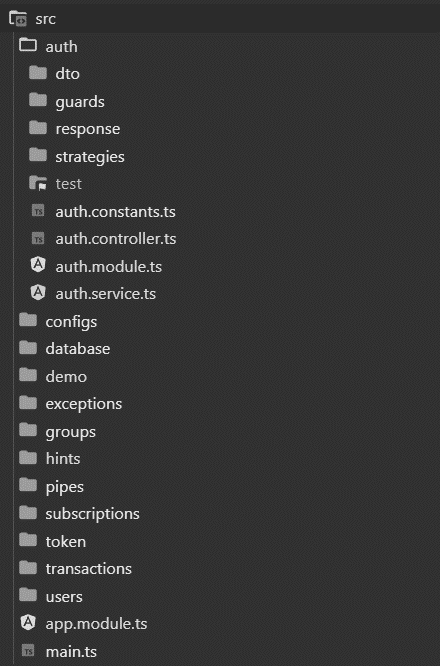 src
auth
dto
guards
response
strategies
test
auth.constants.ts
auth.controller.ts
auth.module.ts
auth.service.ts
configs
database
demo
exceptions
groups
hints
pipes
subscriptions
token
transactions
users
app.module.ts
main.ts